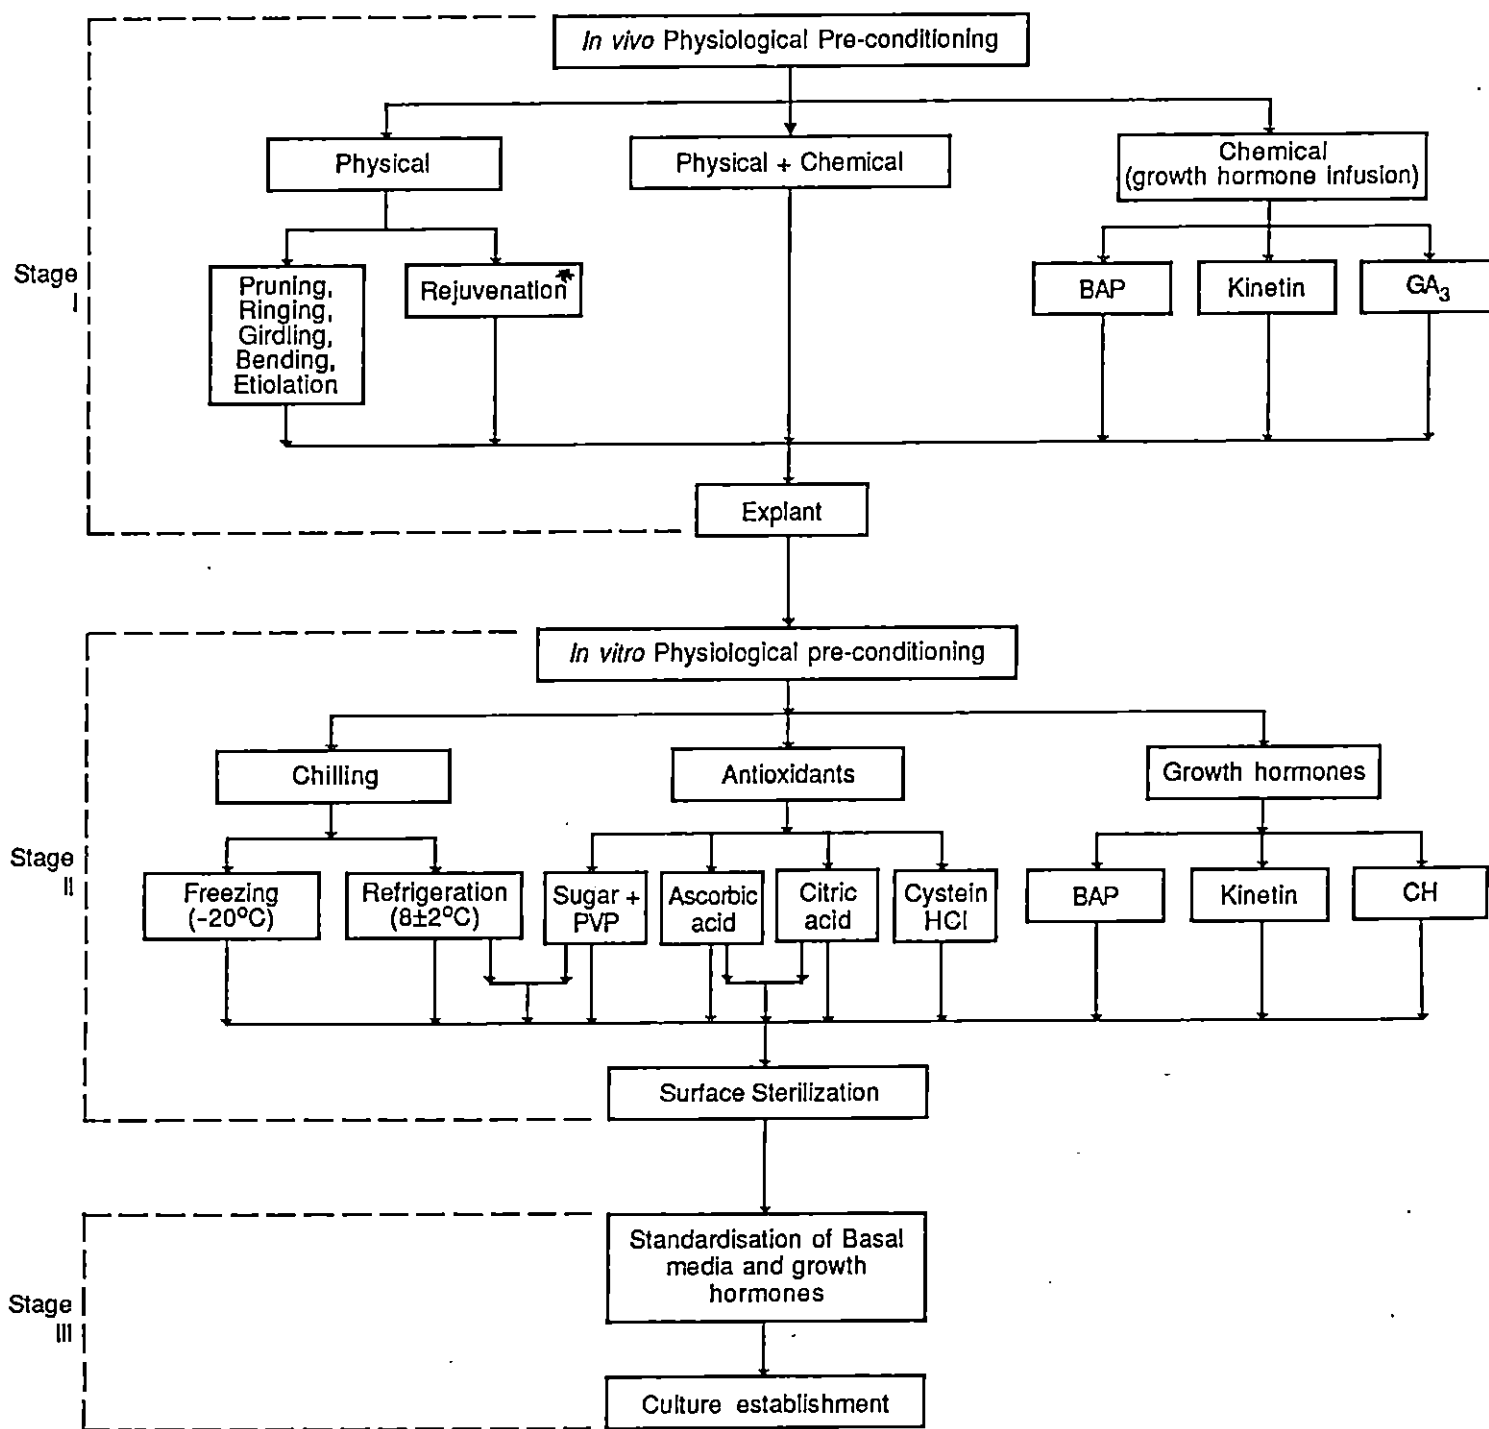 In vivo Physiological Pre-conditioning
Physical
Physical + Chemical
Chemical
(growth hormone infusion)
Stage
I
Pruning,
Ringing,
Girdling,
Bending,
Etiolation
Rejuvenation*
BAP
Kinetin
GA₃
Explant
In vitro Physiological pre-conditioning
Chilling
Antioxidants
Growth hormones
Stage
II
Freezing
(-20°C)
Refrigeration
(8±2°C)
Sugar +
PVP
Ascorbic
acid
Citric
acid
Cystein
HCl
BAP
Kinetin
CH
Surface Sterilization
Stage
III
Standardisation of Basal
media and growth
hormones
Culture establishment